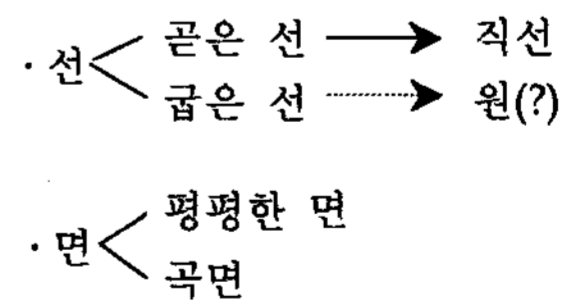 · 선
곧은 선 → 직선
굽은 선 → 원(?)
· 면
평평한 면
곡면